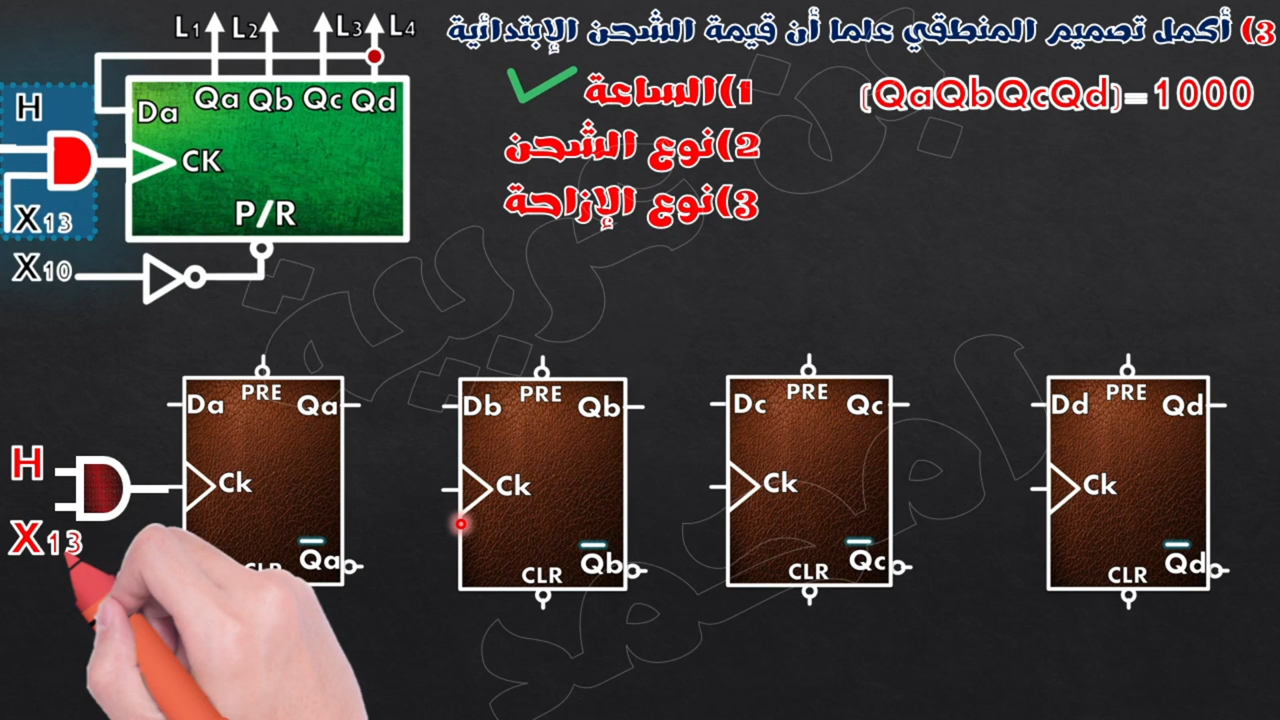 3) أكمل تصميم المنطقي علما أن قيمة الشحن الإبتدائية
(QaQbQcQd)=1000
1)الساعة
2)نوع الشحن
3)نوع الإزاحة
L1 L2 L3 L4
Da Qa Qb Qc Qd
H
CK
X13
P/R
X10
Da PRE Qa
Db PRE Qb
Dc PRE Qc
Dd PRE Qd
H
Ck Ck Ck Ck
X13
CLR Qa
CLR Qb
CLR Qc
CLR Qd